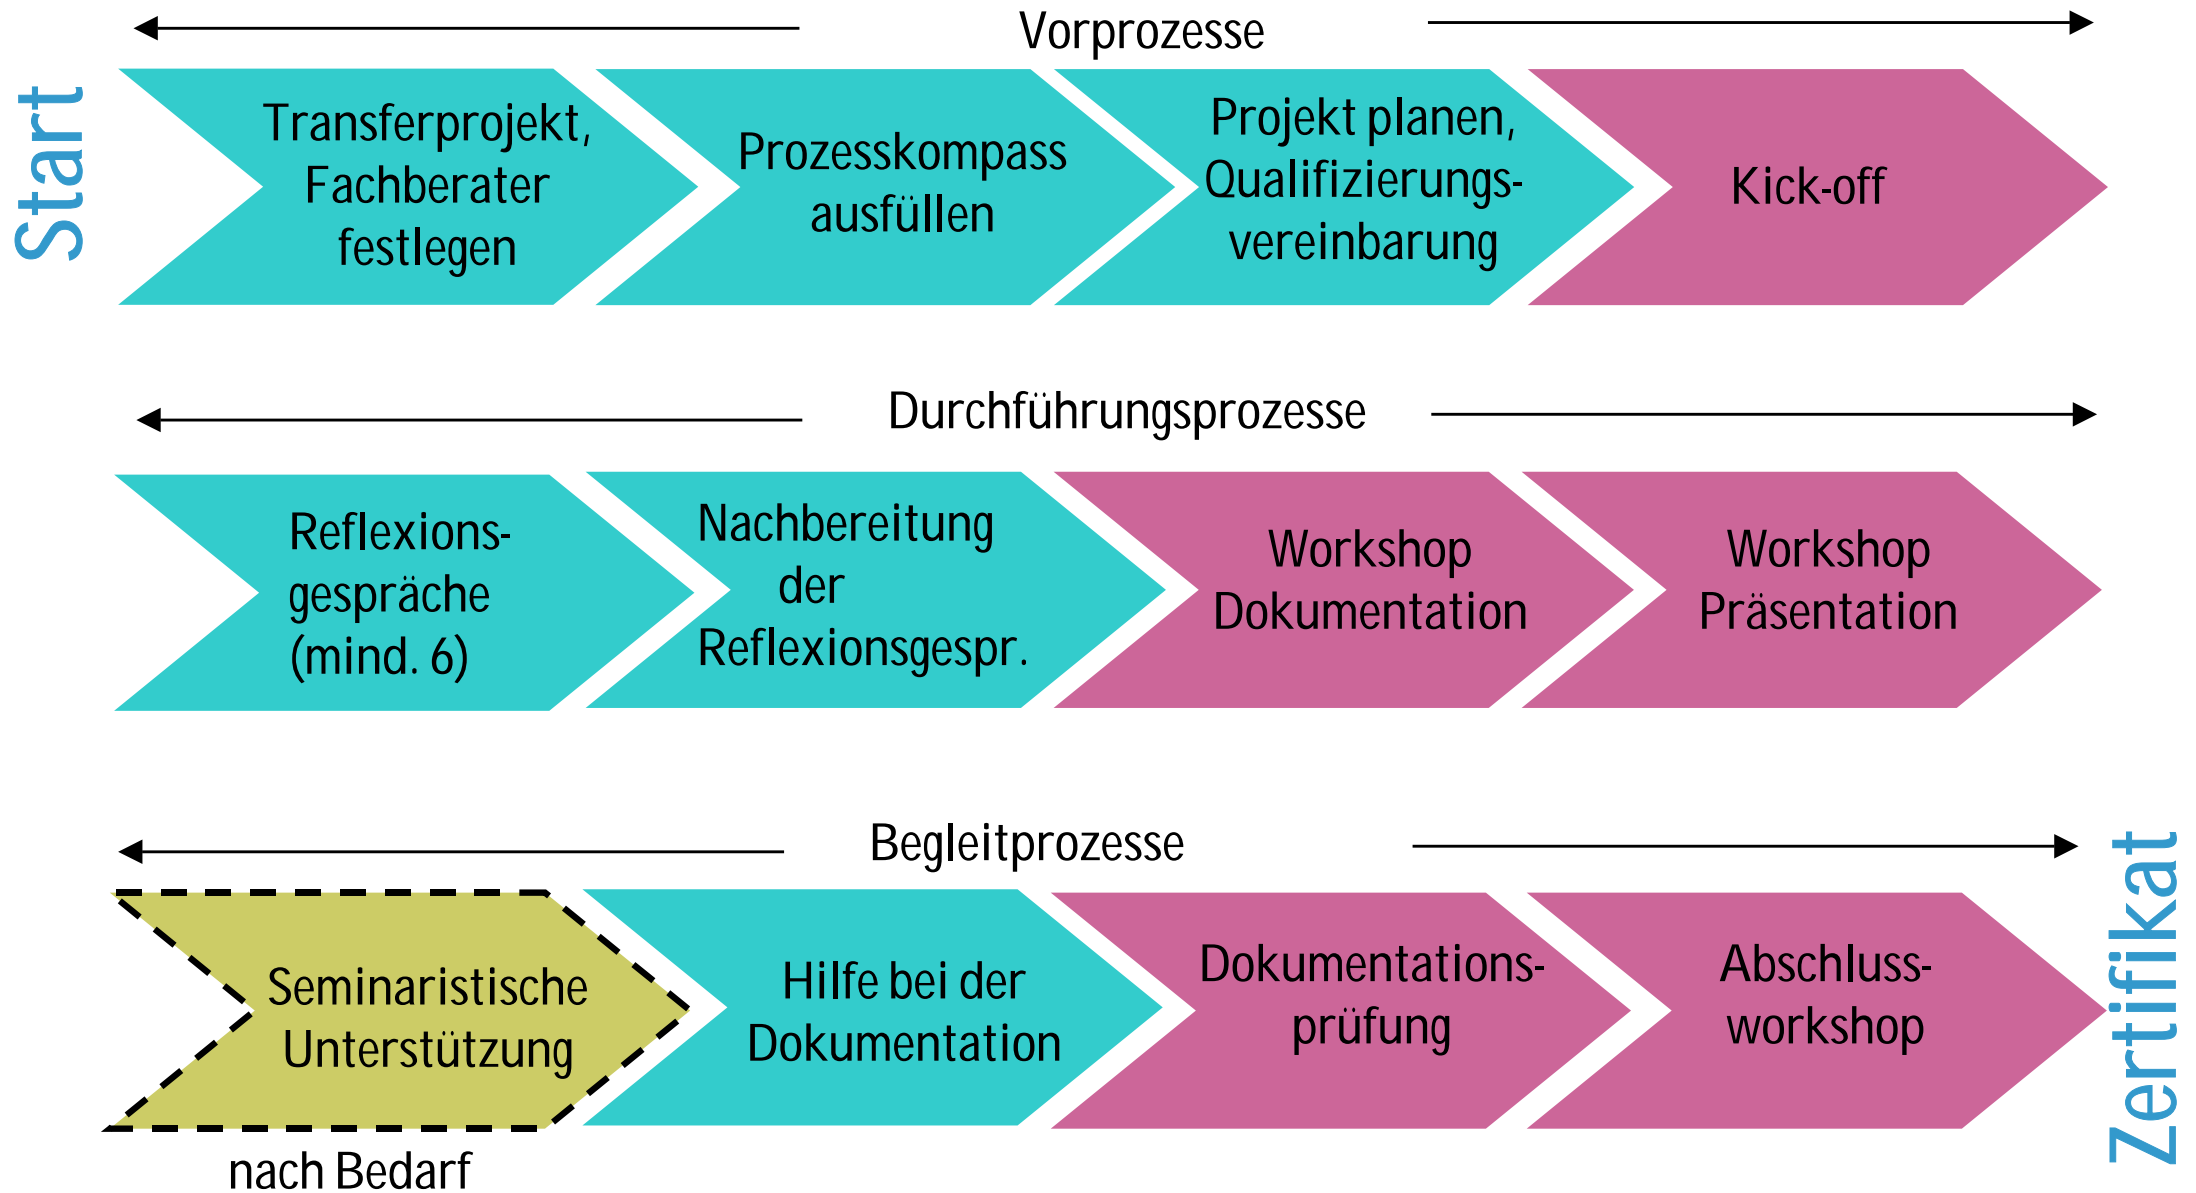 Vorprozesse
Start
Transferprojekt,
Fachberater
festlegen
Prozesskompass
ausfüllen
Projekt planen,
Qualifizierungs-
vereinbarung
Kick-off
Durchführungsprozesse
Reflexions-
gespräche
(mind. 6)
Nachbereitung
der
Reflexionsgespr.
Workshop
Dokumentation
Workshop
Präsentation
Begleitprozesse
Seminaristische
Unterstützung
nach Bedarf
Hilfe bei der
Dokumentation
Dokumentations-
prüfung
Abschluss-
workshop
Zertifikat